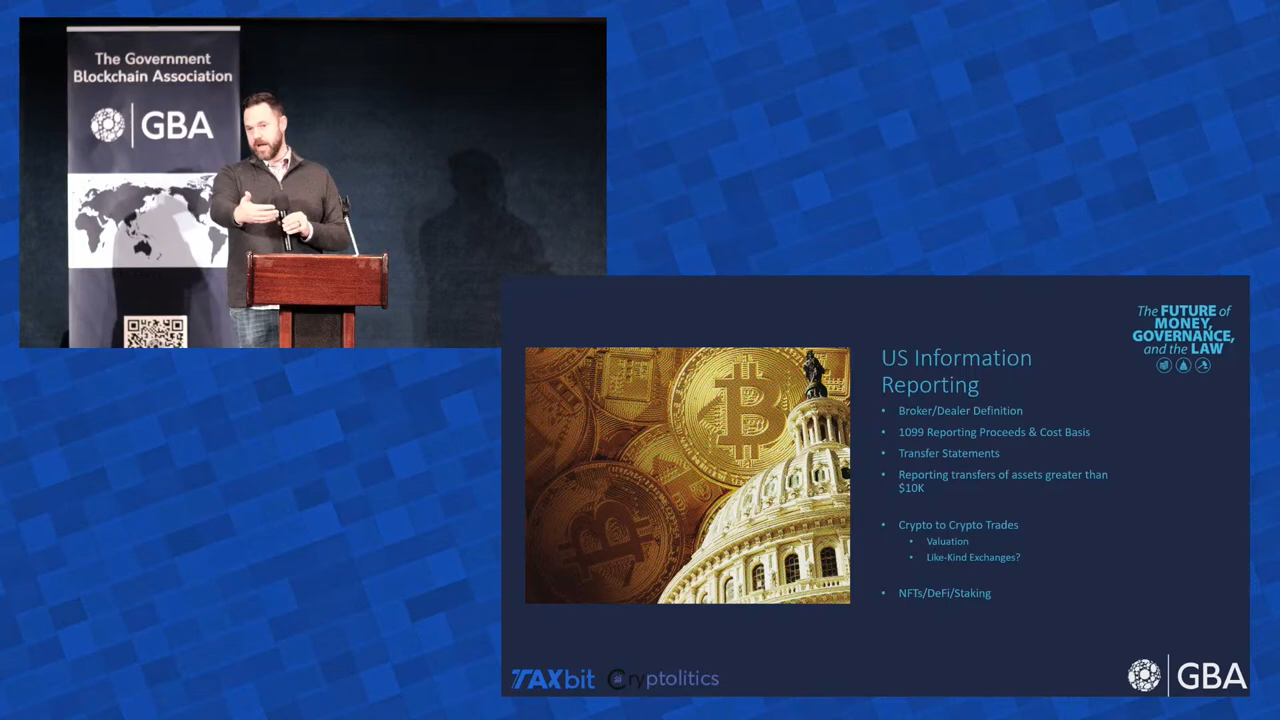 The Government
Blockchain Association
GBA
The FUTURE of
MONEY,
GOVERNANCE,
and the LAW
US Information
Reporting
• Broker/Dealer Definition
• 1099 Reporting Proceeds & Cost Basis
• Transfer Statements
• Reporting transfers of assets greater than
$10K
• Crypto to Crypto Trades
• Valuation
• Like-Kind Exchanges?
• NFTs/DeFi/Staking
TAXbit Cryptolitics
GBA